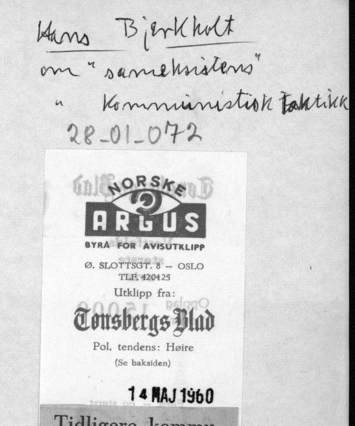 Hans Bjerkholt
om "sameksistens"
" kommunistisk taktikk
28-01-072
NORSKE
ARGUS
BYRÅ FOR AVISUTKLIPP
Ø. SLOTTSGT. 8 – OSLO
TLF. 420425
Utklipp fra:
Tønsbergs Blad
Pol. tendens: Høire
(Se baksiden)
14 MAJ 1960
Tidligere kommu-